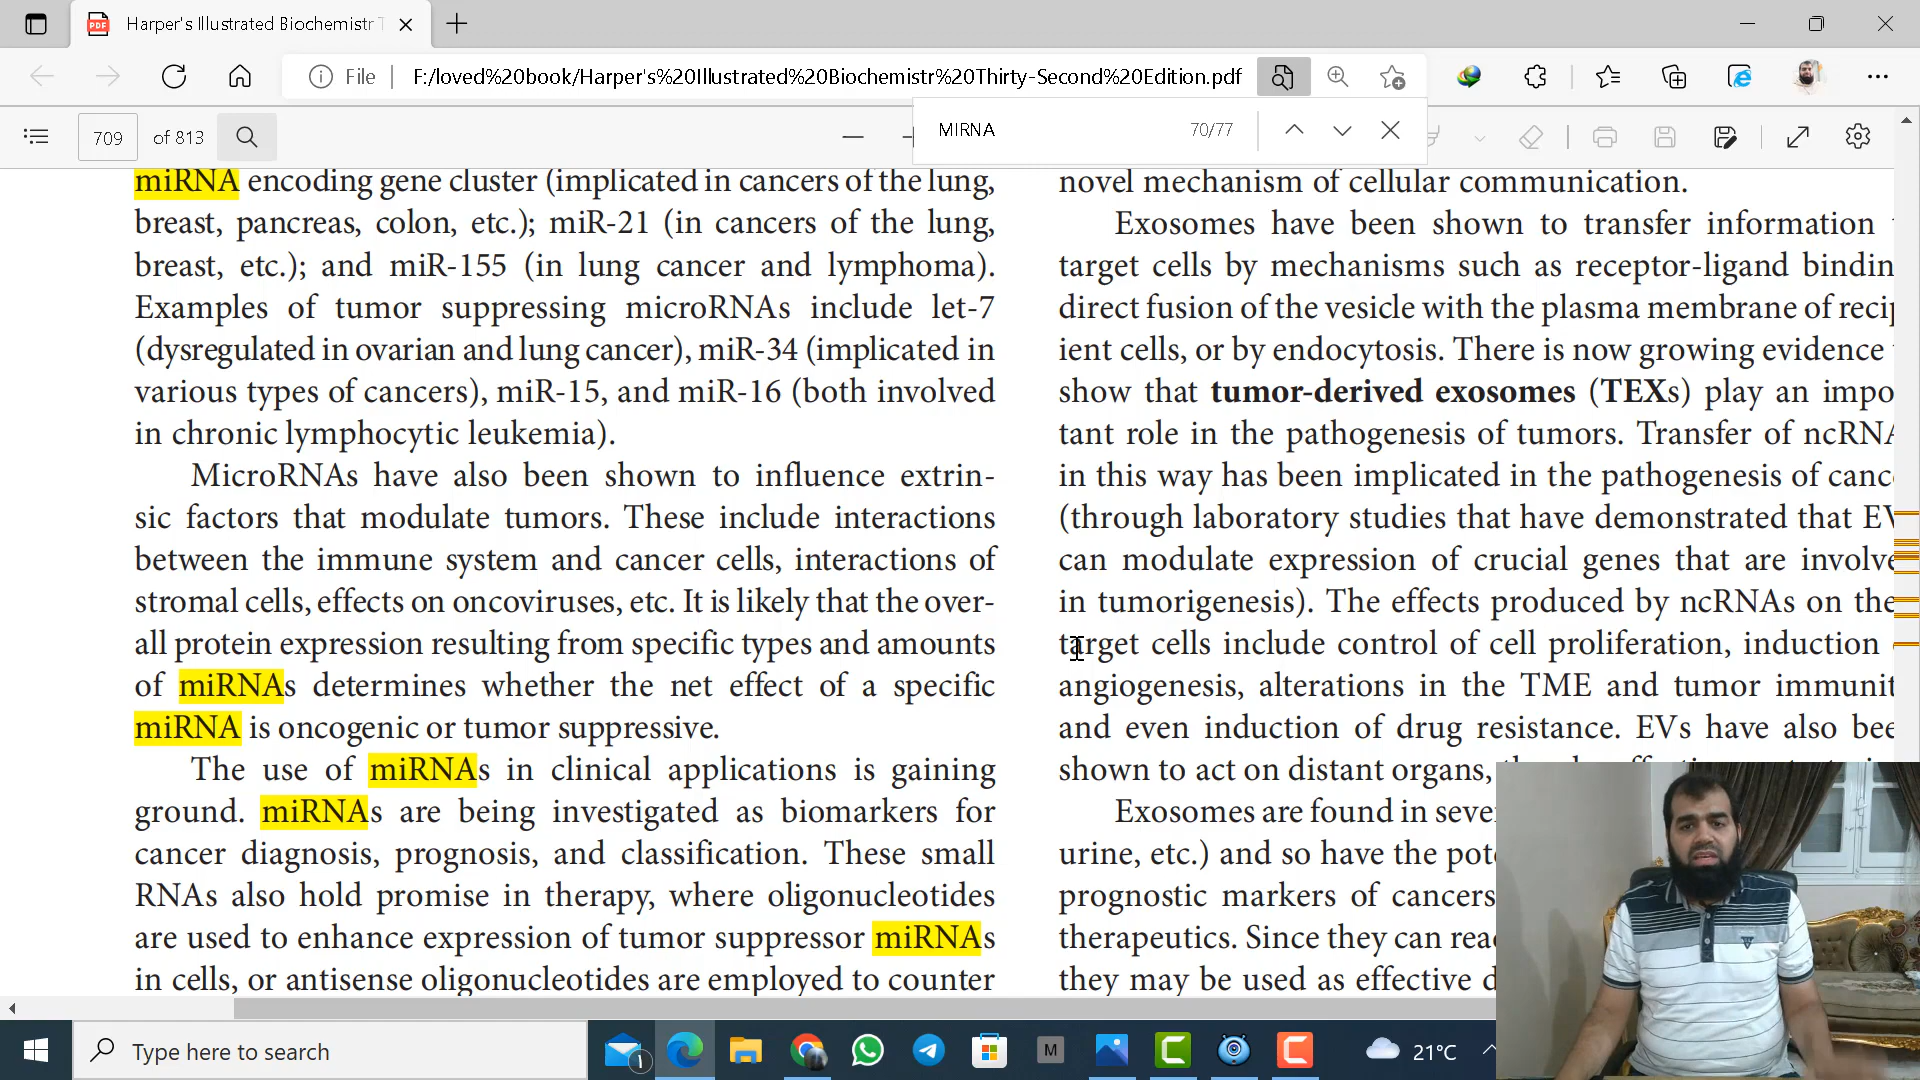 Harper's Illustrated Biochemistr
File
F:/loved%20book/Harper's%20Illustrated%20Biochemistr%20Thirty-Second%20Edition.pdf
MIRNA
70/77
709
of 813
miRNA encoding gene cluster (implicated in cancers of the lung,
breast, pancreas, colon, etc.); miR-21 (in cancers of the lung,
breast, etc.); and miR-155 (in lung cancer and lymphoma).
Examples of tumor suppressing microRNAs include let-7
(dysregulated in ovarian and lung cancer), miR-34 (implicated in
various types of cancers), miR-15, and miR-16 (both involved
in chronic lymphocytic leukemia).
MicroRNAs have also been shown to influence extrin-
sic factors that modulate tumors. These include interactions
between the immune system and cancer cells, interactions of
stromal cells, effects on oncoviruses, etc. It is likely that the over-
all protein expression resulting from specific types and amounts
of miRNAs determines whether the net effect of a specific
miRNA is oncogenic or tumor suppressive.
The use of miRNAs in clinical applications is gaining
ground. miRNAs are being investigated as biomarkers for
cancer diagnosis, prognosis, and classification. These small
RNAs also hold promise in therapy, where oligonucleotides
are used to enhance expression of tumor suppressor miRNAs
in cells, or antisense oligonucleotides are employed to counter
novel mechanism of cellular communication.
Exosomes have been shown to transfer information
target cells by mechanisms such as receptor-ligand bindin
direct fusion of the vesicle with the plasma membrane of recip
ient cells, or by endocytosis. There is now growing evidence
show that tumor-derived exosomes (TEXs) play an impo
tant role in the pathogenesis of tumors. Transfer of ncRNA
in this way has been implicated in the pathogenesis of canc
(through laboratory studies that have demonstrated that EV
can modulate expression of crucial genes that are involve
in tumorigenesis). The effects produced by ncRNAs on the
target cells include control of cell proliferation, induction
angiogenesis, alterations in the TME and tumor immunit
and even induction of drug resistance. EVs have also bee
shown to act on distant organs,
Exosomes are found in seve
urine, etc.) and so have the pot
prognostic markers of cancers
therapeutics. Since they can rea
they may be used as effective d
Type here to search
1
M
21°C